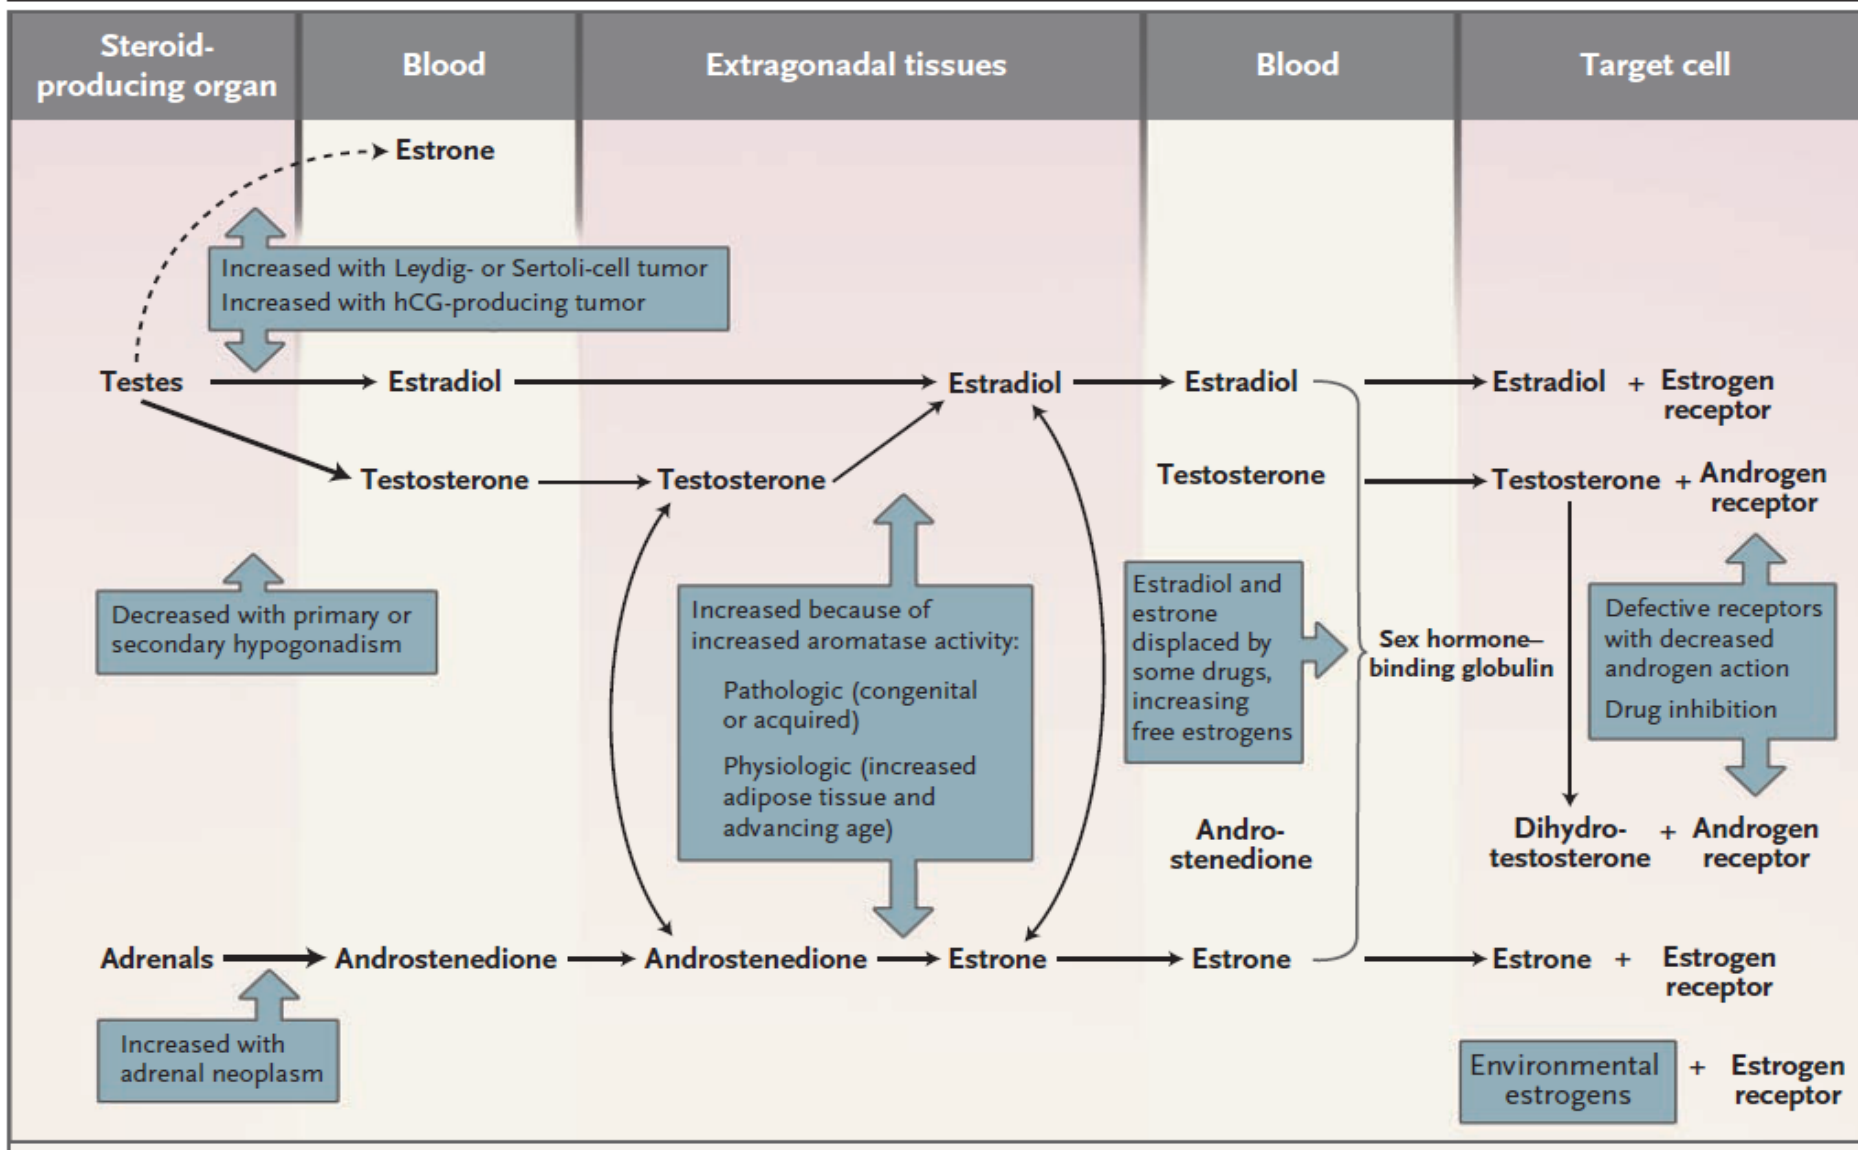 Steroid-
producing organ
Blood
Extragonadal tissues
Blood
Target cell
Estrone
Increased with Leydig- or Sertoli-cell tumor
Increased with hCG-producing tumor
Testes
Estradiol
Estradiol
Estradiol
Estradiol + Estrogen
receptor
Testosterone
Testosterone
Testosterone
Testosterone + Androgen
receptor
Decreased with primary or
secondary hypogonadism
Increased because of
increased aromatase activity:
Pathologic (congenital
or acquired)
Physiologic (increased
adipose tissue and
advancing age)
Estradiol and
estrone
displaced by
some drugs,
increasing
free estrogens
Sex hormone–
binding globulin
Defective receptors
with decreased
androgen action
Drug inhibition
Andro-
stenedione
Dihydro-
testosterone
+ Androgen
receptor
Adrenals
Androstenedione
Androstenedione
Estrone
Estrone
Estrone + Estrogen
receptor
Increased with
adrenal neoplasm
Environmental
estrogens
+ Estrogen
receptor